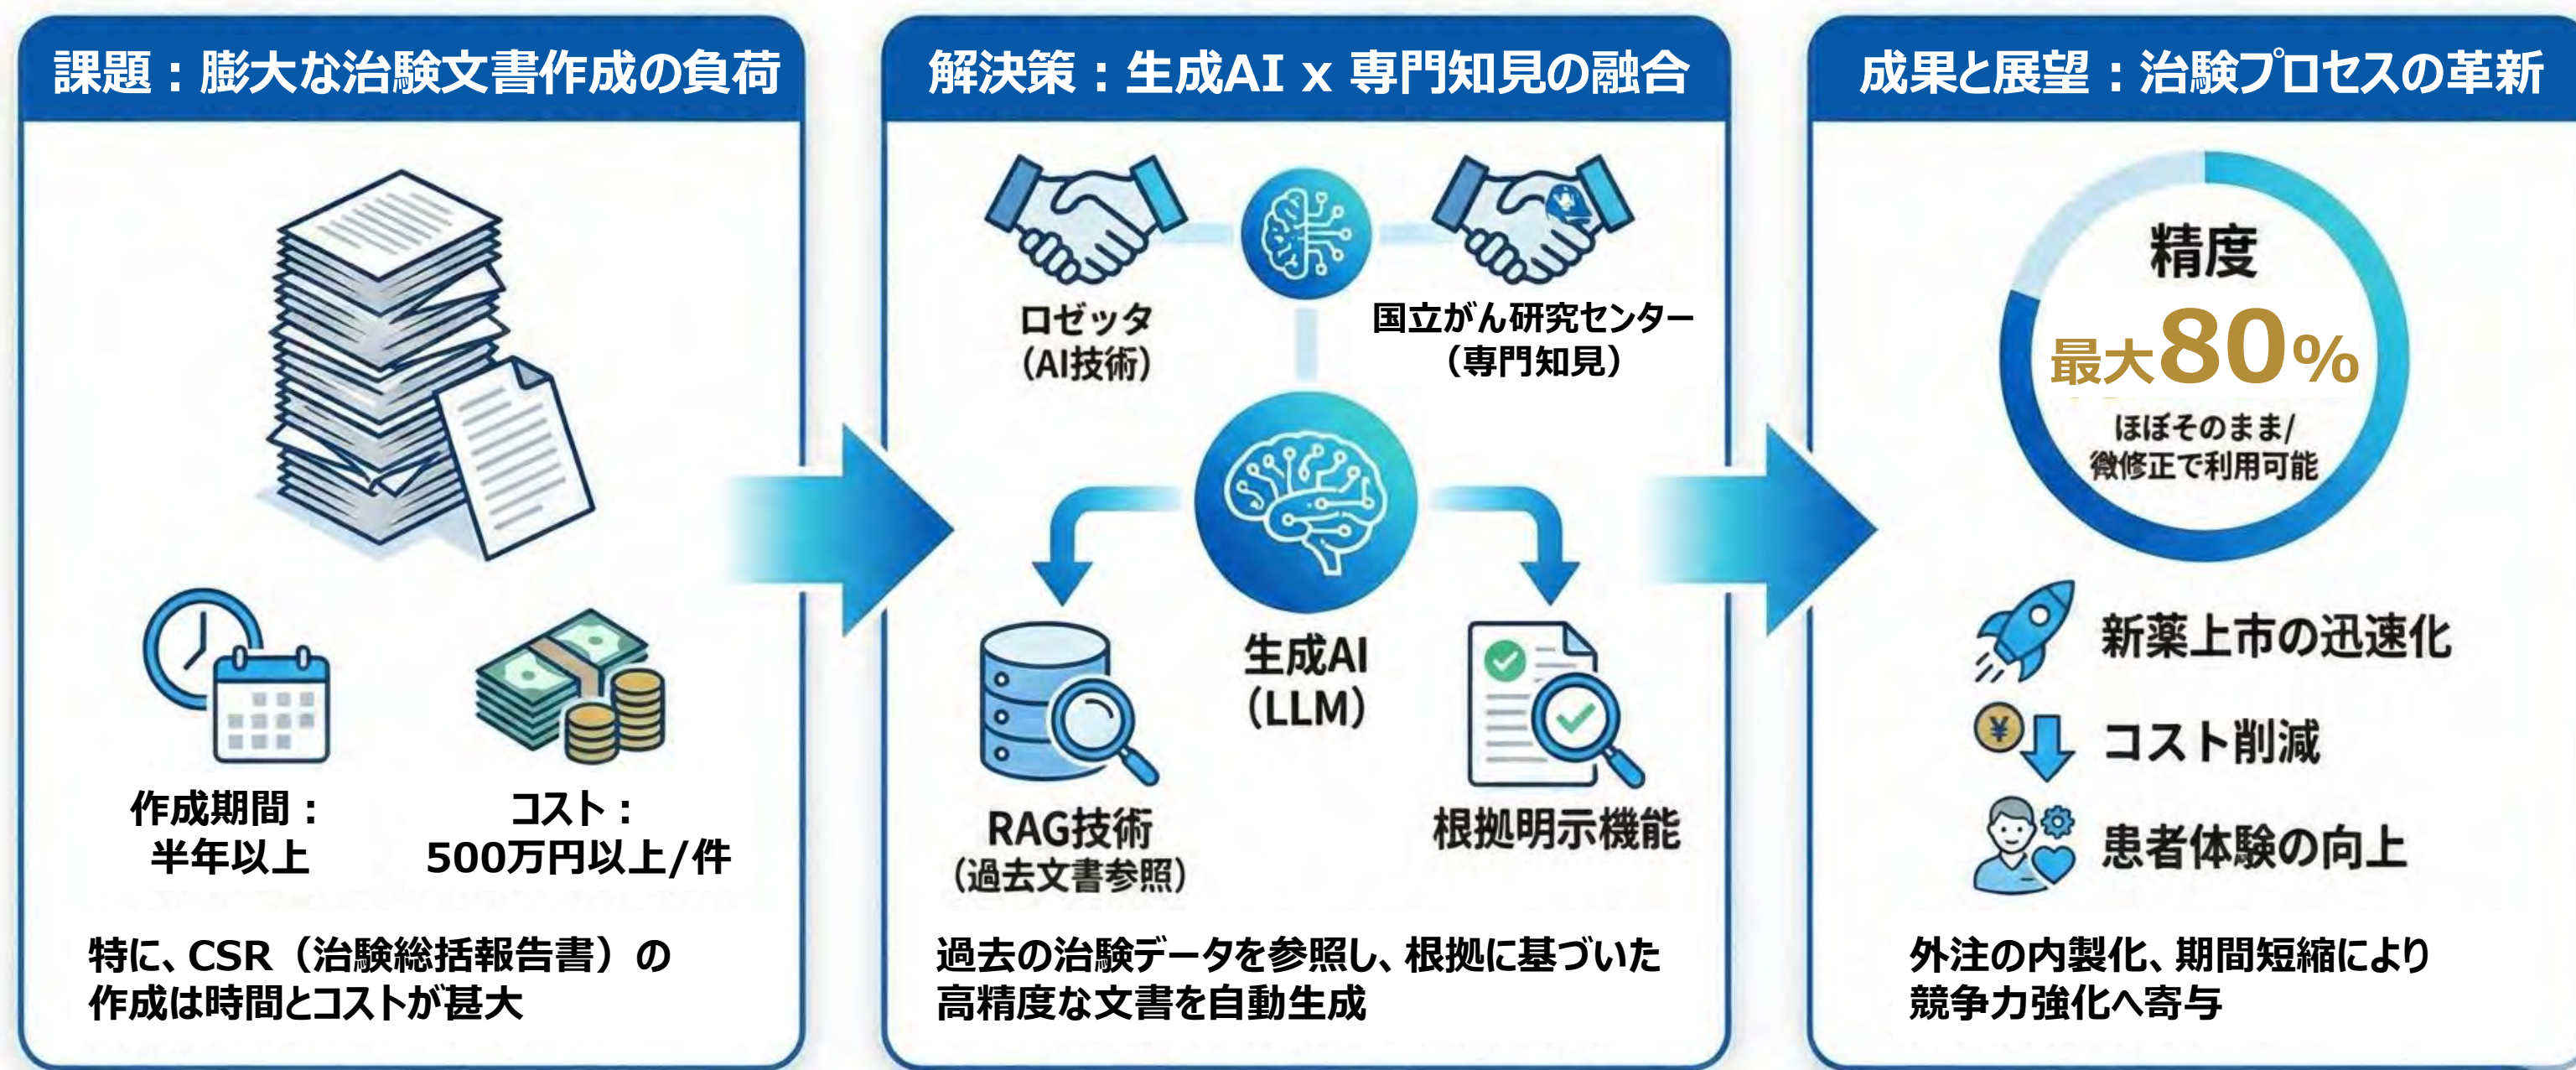 課題：膨大な治験文書作成の負荷
作成期間：
半年以上
コスト：
500万円以上/件
特に、CSR（治験総括報告書）の
作成は時間とコストが甚大
解決策：生成AI x 専門知見の融合
ロゼッタ
（AI技術）
国立がん研究センター
（専門知見）
生成AI
（LLM）
RAG技術
（過去文書参照）
根拠明示機能
過去の治験データを参照し、根拠に基づいた
高精度な文書を自動生成
成果と展望：治験プロセスの革新
精度
最大80%
ほぼそのまま/
微修正で利用可能
新薬上市の迅速化
¥
コスト削減
患者体験の向上
外注の内製化、期間短縮により
競争力強化へ寄与